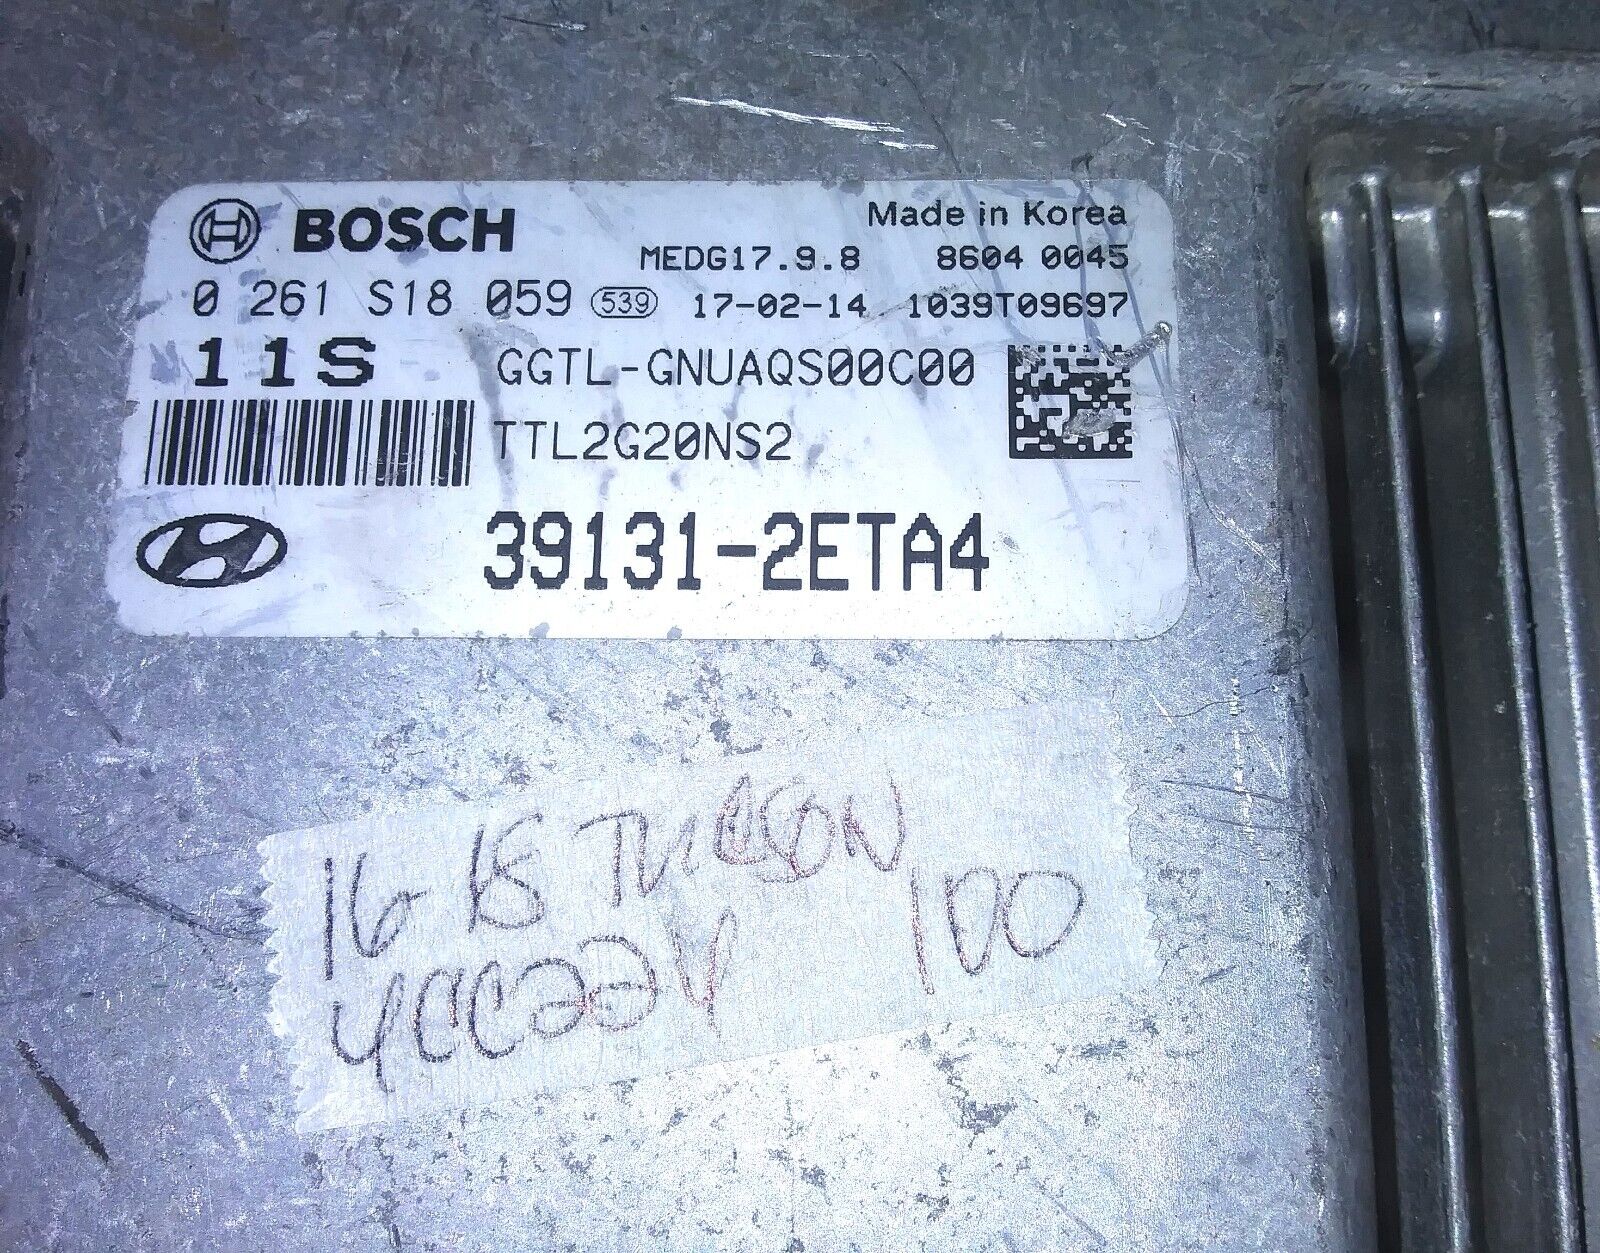 BOSCH
Made in Korea
MEDG17.9.8 8604 0045
0 261 S18 059 539 17-02-14 1039T09697
11S GGTL-GNUAQS00C00
TTL2G20NS2
39131-2ETA4
16-18 TUCSON
100